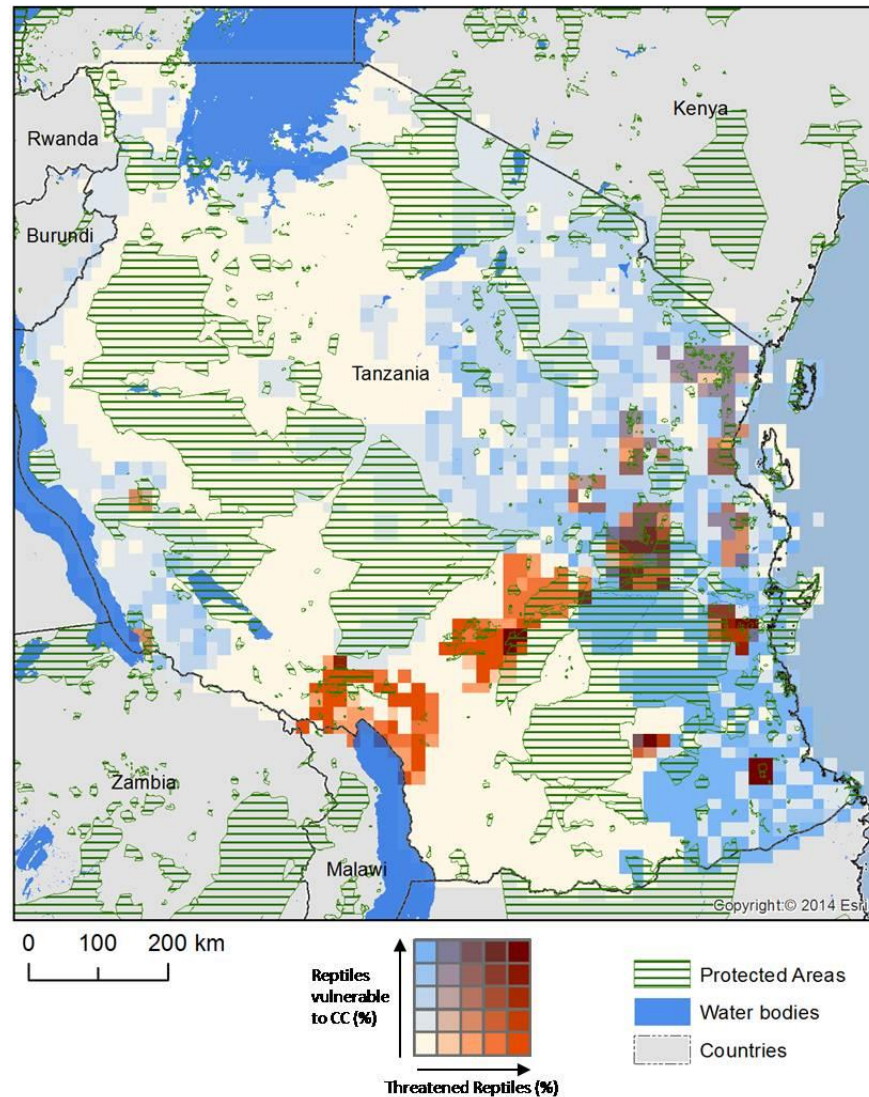 Kenya
Rwanda
Burundi
Tanzania
Zambia
Malawi
Copyright:© 2014 Esri
0 100 200 km
Reptiles
vulnerable
to CC (%)
Threatened Reptiles (%)
Protected Areas
Water bodies
Countries